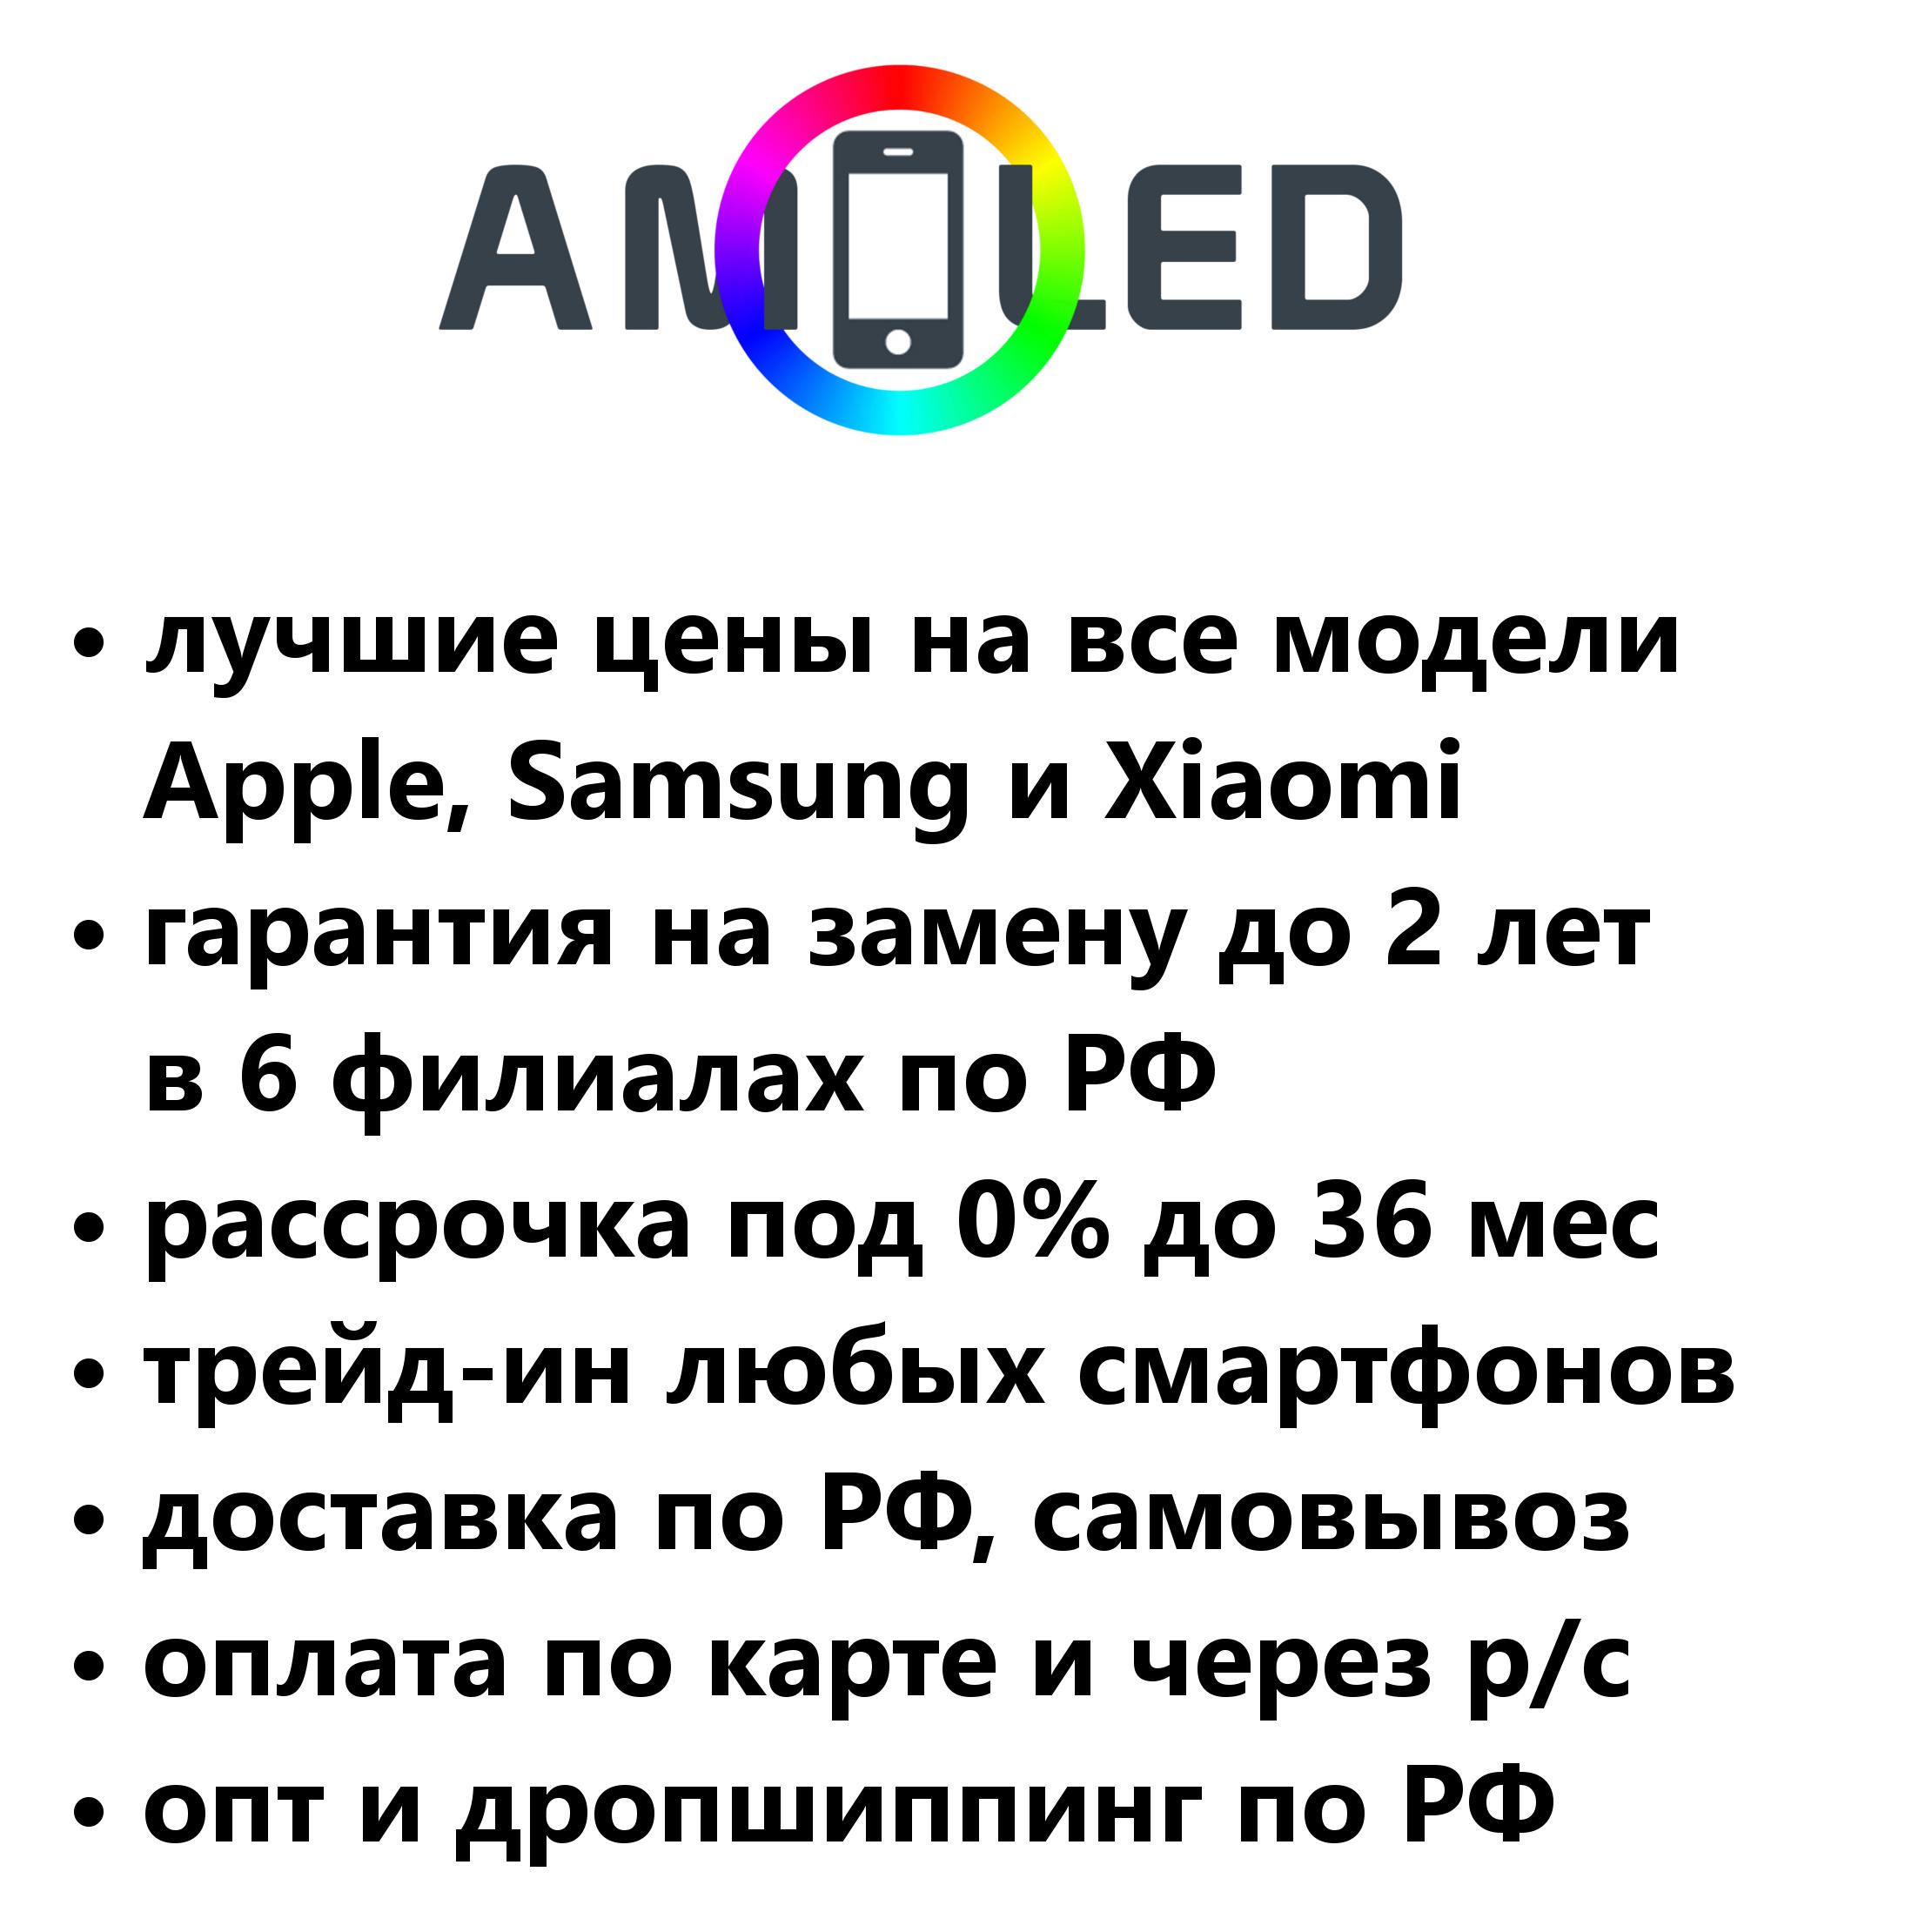 AMOLED
• лучшие цены на все модели
Apple, Samsung и Xiaomi
• гарантия на замену до 2 лет
в 6 филиалах по РФ
• рассрочка под 0% до 36 мес
• трейд-ин любых смартфонов
• доставка по РФ, самовывоз
• оплата по карте и через р/с
• опт и дропшиппинг по РФ